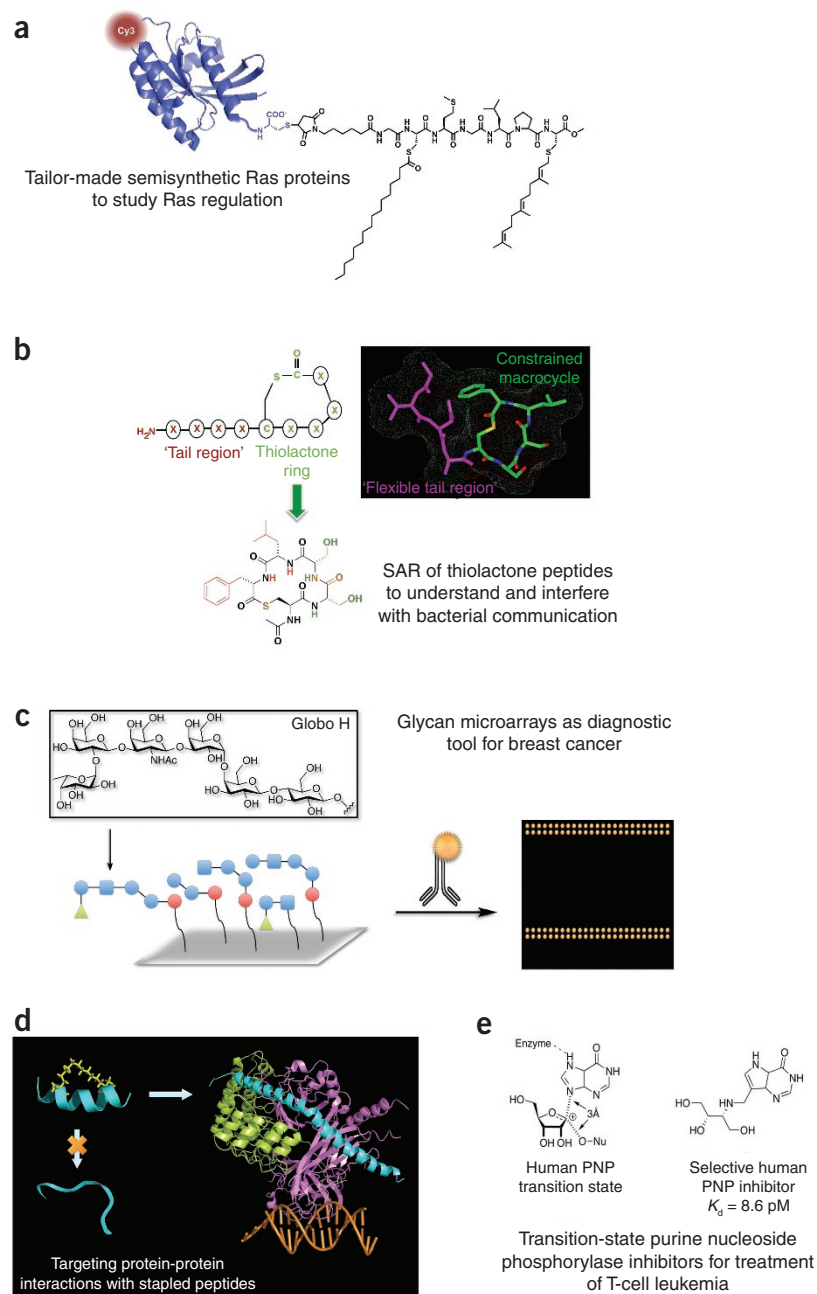 a
Cy3
COO⁻
Tailor-made semisynthetic Ras proteins
to study Ras regulation
b
Constrained
macrocycle
'Flexible tail region'
H₂N X X X X C X X X X C S O
'Tail region' Thiolactone
ring
SAR of thiolactone peptides
to understand and interfere
with bacterial communication
c
Globo H
Glycan microarrays as diagnostic
tool for breast cancer
d
Targeting protein-protein
interactions with stapled peptides
e
Enzyme
3Å
O–Nu
Human PNP
transition state
Selective human
PNP inhibitor
K_d = 8.6 pM
Transition-state purine nucleoside
phosphorylase inhibitors for treatment
of T-cell leukemia